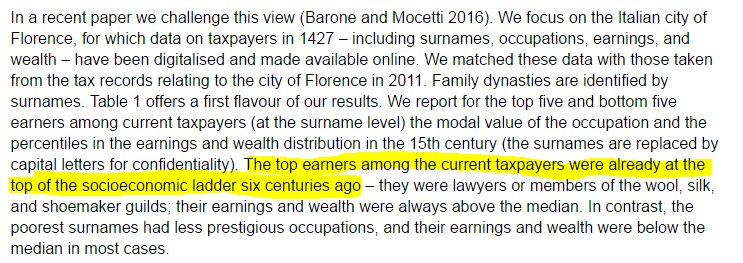 In a recent paper we challenge this view (Barone and Mocetti 2016). We focus on the Italian city of
Florence, for which data on taxpayers in 1427 – including surnames, occupations, earnings, and
wealth – have been digitalised and made available online. We matched these data with those taken
from the tax records relating to the city of Florence in 2011. Family dynasties are identified by
surnames. Table 1 offers a first flavour of our results. We report for the top five and bottom five
earners among current taxpayers (at the surname level) the modal value of the occupation and the
percentiles in the earnings and wealth distribution in the 15th century (the surnames are replaced by
capital letters for confidentiality). The top earners among the current taxpayers were already at the
top of the socioeconomic ladder six centuries ago – they were lawyers or members of the wool, silk,
and shoemaker guilds; their earnings and wealth were always above the median. In contrast, the
poorest surnames had less prestigious occupations, and their earnings and wealth were below the
median in most cases.